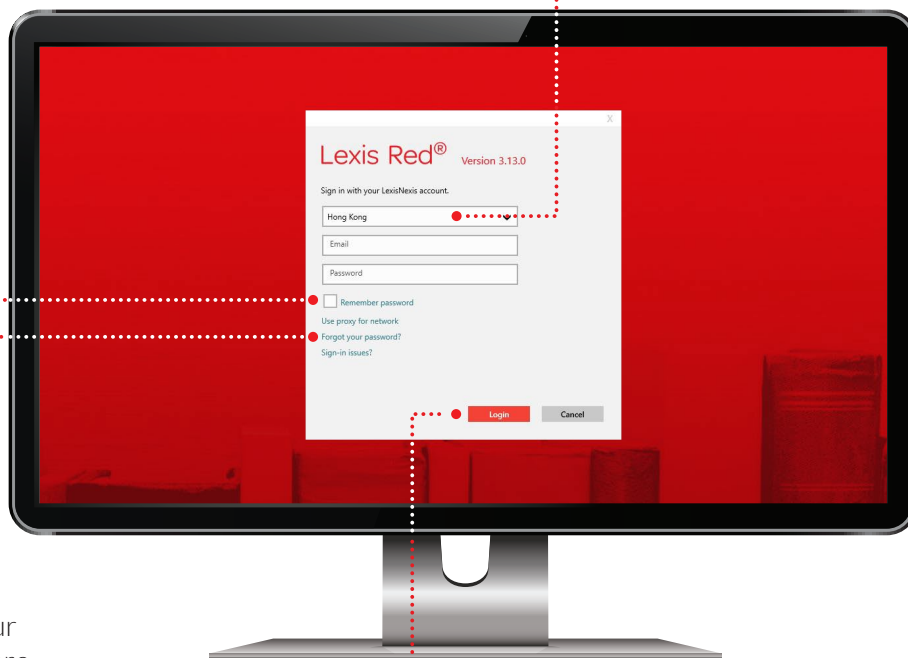 X
Lexis Red® Version 3.13.0
Sign in with your LexisNexis account.
Hong Kong
Email
Password
Remember password
Use proxy for network
Forgot your password?
Sign-in issues?
Login Cancel